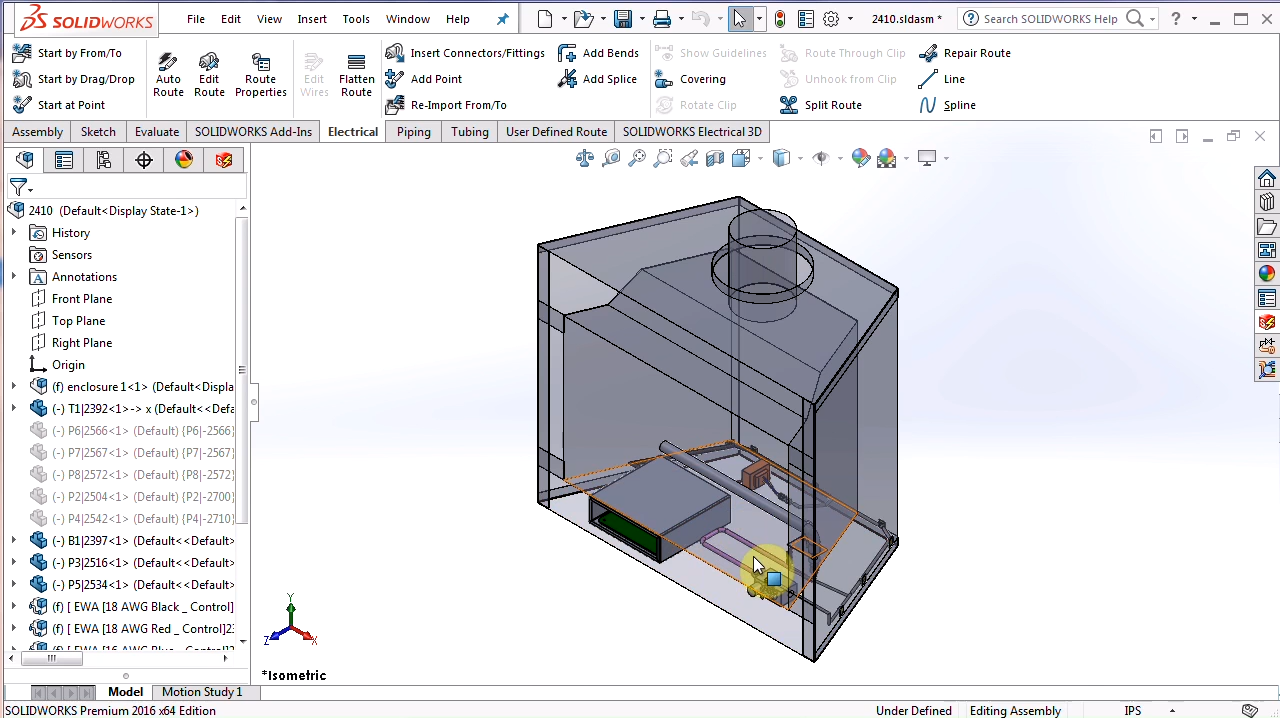 SOLIDWORKS File Edit View Insert Tools Window Help 2410.sldasm * Search SOLIDWORKS Help ?
Start by From/To
Start by Drag/Drop
Start at Point
Auto Route
Edit Route
Route Properties
Edit Wires
Flatten Route
Insert Connectors/Fittings
Add Point
Re-Import From/To
Add Bends
Add Splice
Show Guidelines
Covering
Rotate Clip
Route Through Clip
Unhook from Clip
Split Route
Repair Route
Line
Spline
Assembly Sketch Evaluate SOLIDWORKS Add-Ins Electrical Piping Tubing User Defined Route SOLIDWORKS Electrical 3D
2410 (Default<Display State-1>)
History
Sensors
Annotations
Front Plane
Top Plane
Right Plane
Origin
(f) enclosure 1<1> (Default<Displa
(-) T1|2392<1>-> x (Default<<Defa
(-) P6|2566<1> (Default) {P6|-2566}
(-) P7|2567<1> (Default) {P7|-2567}
(-) P8|2572<1> (Default) {P8|-2572}
(-) P2|2504<1> (Default) {P2|-2700}
(-) P4|2542<1> (Default) {P4|-2710}
(-) B1|2397<1> (Default<<Default>
(-) P3|2516<1> (Default<<Default>
(-) P5|2534<1> (Default<<Default>
(f) [ EWA [18 AWG Black _ Control]
(f) [ EWA [18 AWG Red _ Control]23
(f) [ EWA [16 AWG Blue _ Control]2
Y
Z
X
*Isometric
Model Motion Study 1
SOLIDWORKS Premium 2016 x64 Edition Under Defined Editing Assembly IPS